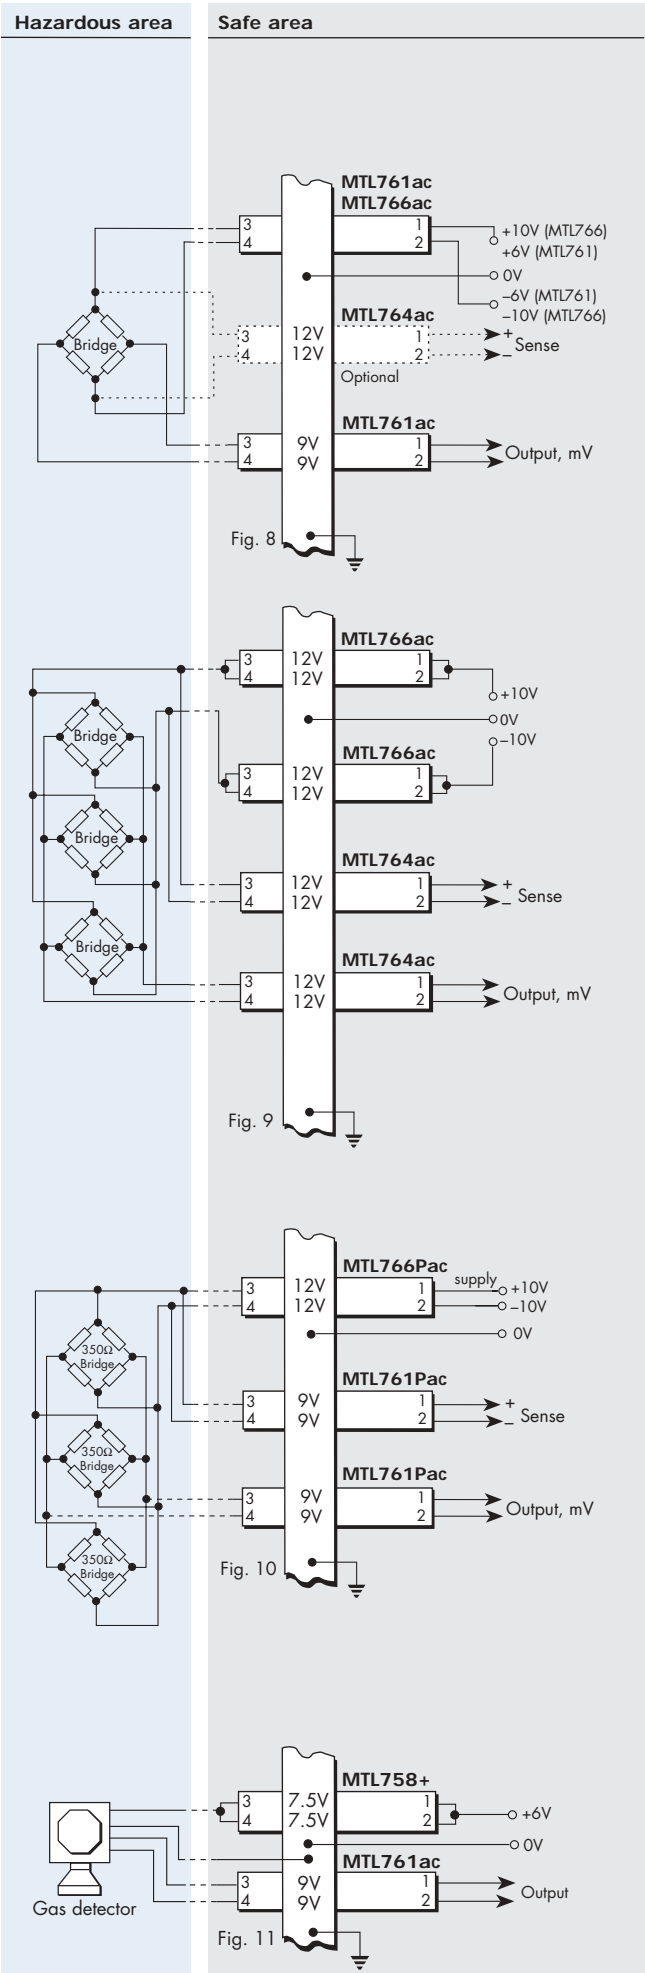 Hazardous area
Safe area
MTL761ac
MTL766ac
3 1
4 2
+10V (MTL766)
+6V (MTL761)
0V
–6V (MTL761)
–10V (MTL766)
MTL764ac
Bridge
3 12V 1
4 12V 2
+
– Sense
Optional
MTL761ac
3 9V 1
4 9V 2
Output, mV
Fig. 8
MTL766ac
3 12V 1
4 12V 2
+10V
0V
–10V
Bridge
MTL766ac
3 12V 1
4 12V 2
Bridge
MTL764ac
3 12V 1
4 12V 2
+
– Sense
Bridge
MTL764ac
3 12V 1
4 12V 2
Output, mV
Fig. 9
MTL766Pac
3 12V 1
4 12V 2
supply
+10V
–10V
0V
350Ω
Bridge
MTL761Pac
3 9V 1
4 9V 2
+
– Sense
350Ω
Bridge
MTL761Pac
3 9V 1
4 9V 2
Output, mV
350Ω
Bridge
Fig. 10
MTL758+
3 7.5V 1
4 7.5V 2
+6V
0V
MTL761ac
3 9V 1
4 9V 2
Output
Gas detector
Fig. 11